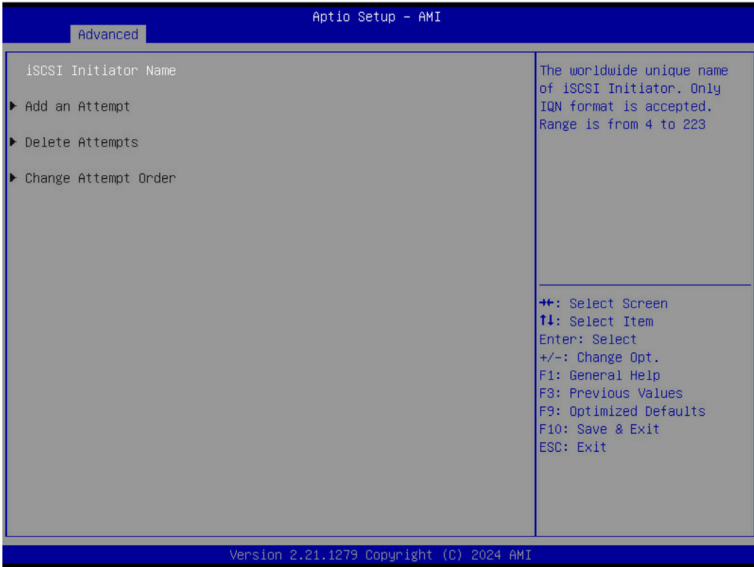 Aptio Setup – AMI
Advanced
iSCSI Initiator Name
▶ Add an Attempt
▶ Delete Attempts
▶ Change Attempt Order
The worldwide unique name
of iSCSI Initiator. Only
IQN format is accepted.
Range is from 4 to 223
→←: Select Screen
↑↓: Select Item
Enter: Select
+/-: Change Opt.
F1: General Help
F3: Previous Values
F9: Optimized Defaults
F10: Save & Exit
ESC: Exit
Version 2.21.1279 Copyright (C) 2024 AMI